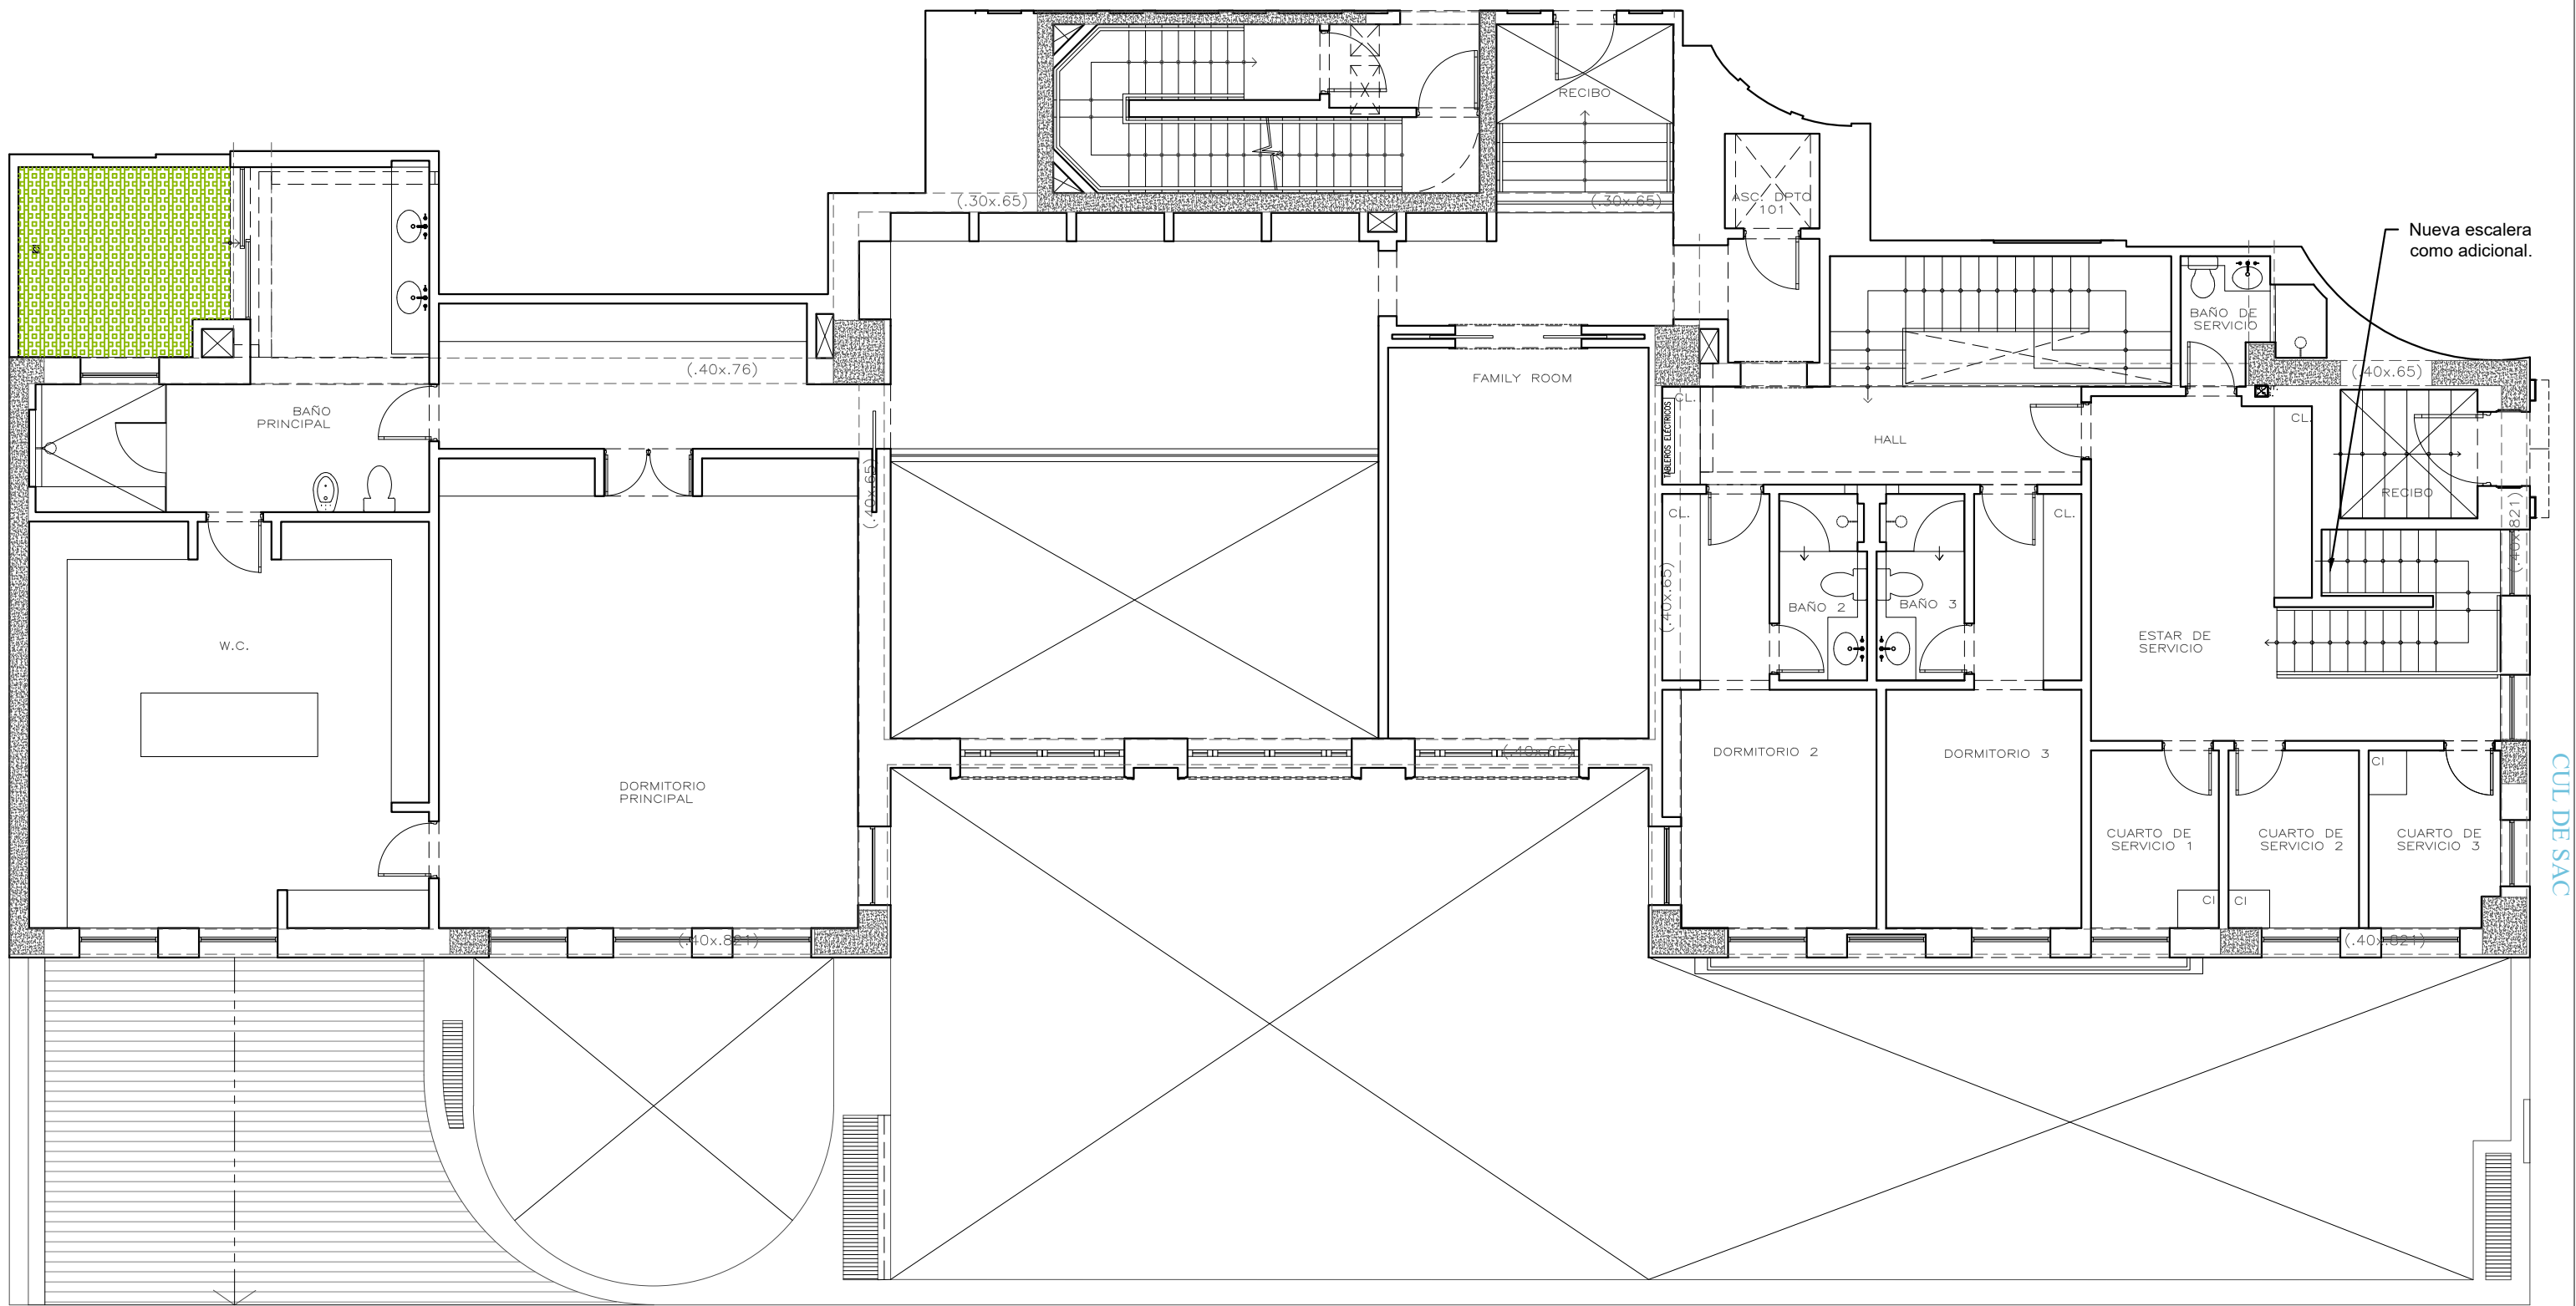 RECIBO
(.30x.65)
(.30x.65)
ASC. DPTO
101
Nueva escalera
como adicional.
BAÑO DE
SERVICIO
(.40x.76)
FAMILY ROOM
(.40x.65)
CL.
TABLEROS ELÉCTRICOS
BAÑO
PRINCIPAL
HALL
CL.
(.40x.65)
RECIBO
(.40x.821)
CL.
CL.
(.40x.65)
BAÑO 2
BAÑO 3
W.C.
ESTAR DE
SERVICIO
DORMITORIO
PRINCIPAL
(.40x.65)
DORMITORIO 2
DORMITORIO 3
CI
CUARTO DE
SERVICIO 1
CUARTO DE
SERVICIO 2
CUARTO DE
SERVICIO 3
CUL DE SAC
CI
CI
(.40x.821)
(.40x.821)